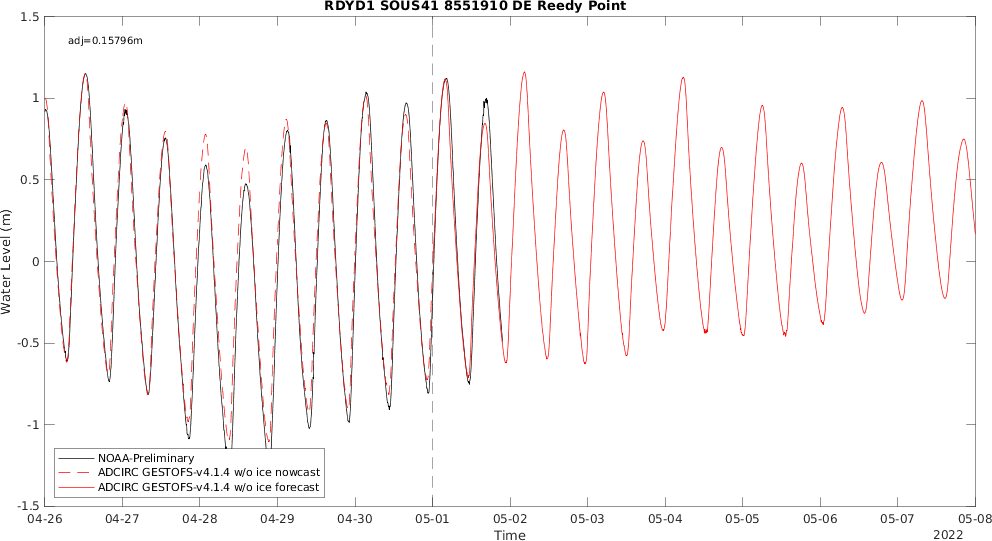 RDYD1 SOUS41 8551910 DE Reedy Point
adj=0.15796m
1.5
1
0.5
0
-0.5
-1
-1.5
Water Level (m)
NOAA-Preliminary
ADCIRC GESTOFS-v4.1.4 w/o ice nowcast
ADCIRC GESTOFS-v4.1.4 w/o ice forecast
04-26 04-27 04-28 04-29 04-30 05-01 05-02 05-03 05-04 05-05 05-06 05-07 05-08
Time
2022